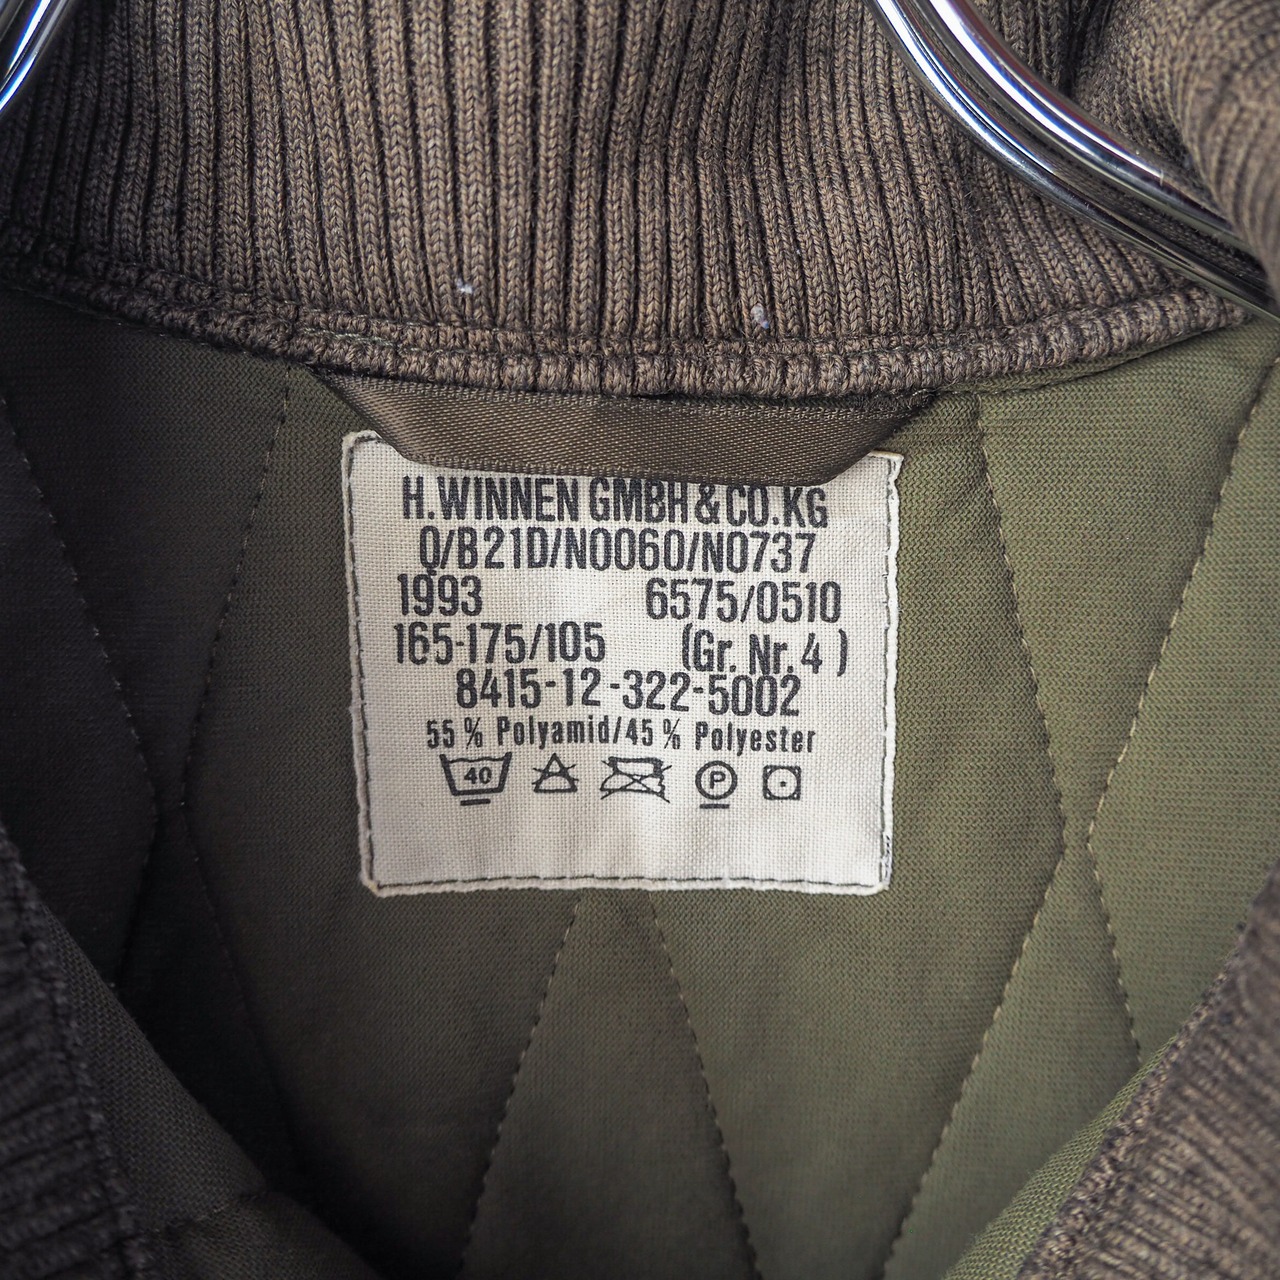 H.WINNEN GMBH & CO.KG
Q/B21D/N0060/N0737
1993 6575/0510
165-175/105 (Gr. Nr. 4 )
8415-12-322-5002
55 % Polyamid/45 % Polyester
40 P